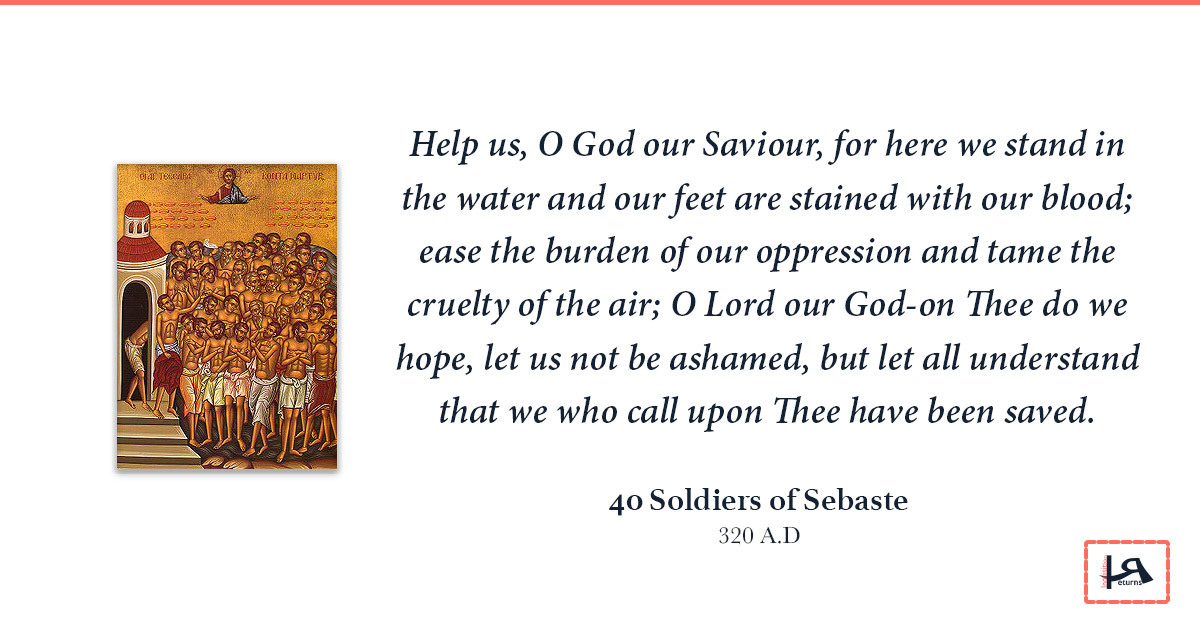 Help us, O God our Saviour, for here we stand in
the water and our feet are stained with our blood;
ease the burden of our oppression and tame the
cruelty of the air; O Lord our God-on Thee do we
hope, let us not be ashamed, but let all understand
that we who call upon Thee have been saved.
40 Soldiers of Sebaste
320 A.D
eturns